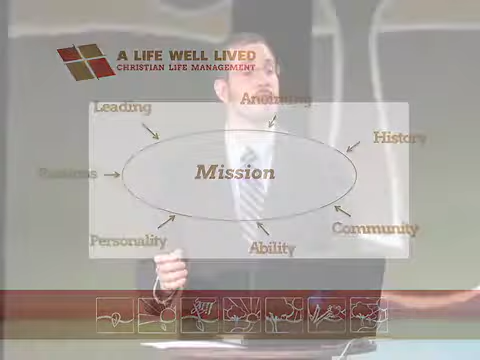 A LIFE WELL LIVED
CHRISTIAN LIFE MANAGEMENT
Leading
Anointing
History
Passions
Mission
Personality
Ability
Community